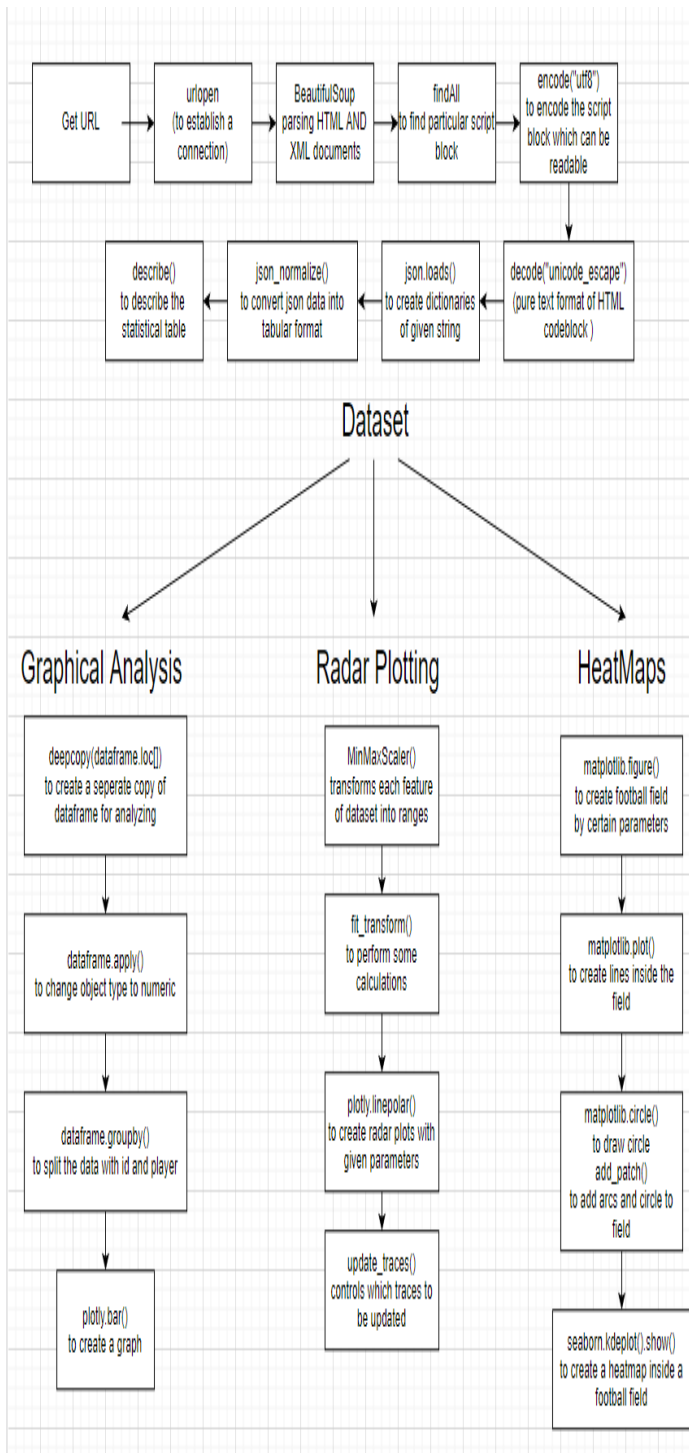 Get URL
urlopen
(to establish a
connection)
BeautifulSoup
parsing HTML AND
XML documents
findAll
to find particular script
block
encode("utf8")
to encode the script
block which can be
readable
describe()
to describe the
statistical table
json_normalize()
to convert json data into
tabular format
json.loads()
to create dictionaries
of given string
decode("unicode_escape")
(pure text format of HTML
codeblock )
Dataset
Graphical Analysis
Radar Plotting
HeatMaps
deepcopy(dataframe.loc[])
to create a seperate copy of
dataframe for analyzing
dataframe.apply()
to change object type to numeric
dataframe.groupby()
to split the data with id and player
plotly.bar()
to create a graph
MinMaxScaler()
transforms each feature
of dataset into ranges
fit_transform()
to perform some
calculations
plotly.linepolar()
to create radar plots with
given parameters
update_traces()
controls which traces to
be updated
matplotlib.figure()
to create football field
by certain parameters
matplotlib.plot()
to create lines inside the
field
matplotlib.circle()
to draw circle
add_patch()
to add arcs and circle to
field
seaborn.kdeplot().show()
to create a heatmap inside a
football field